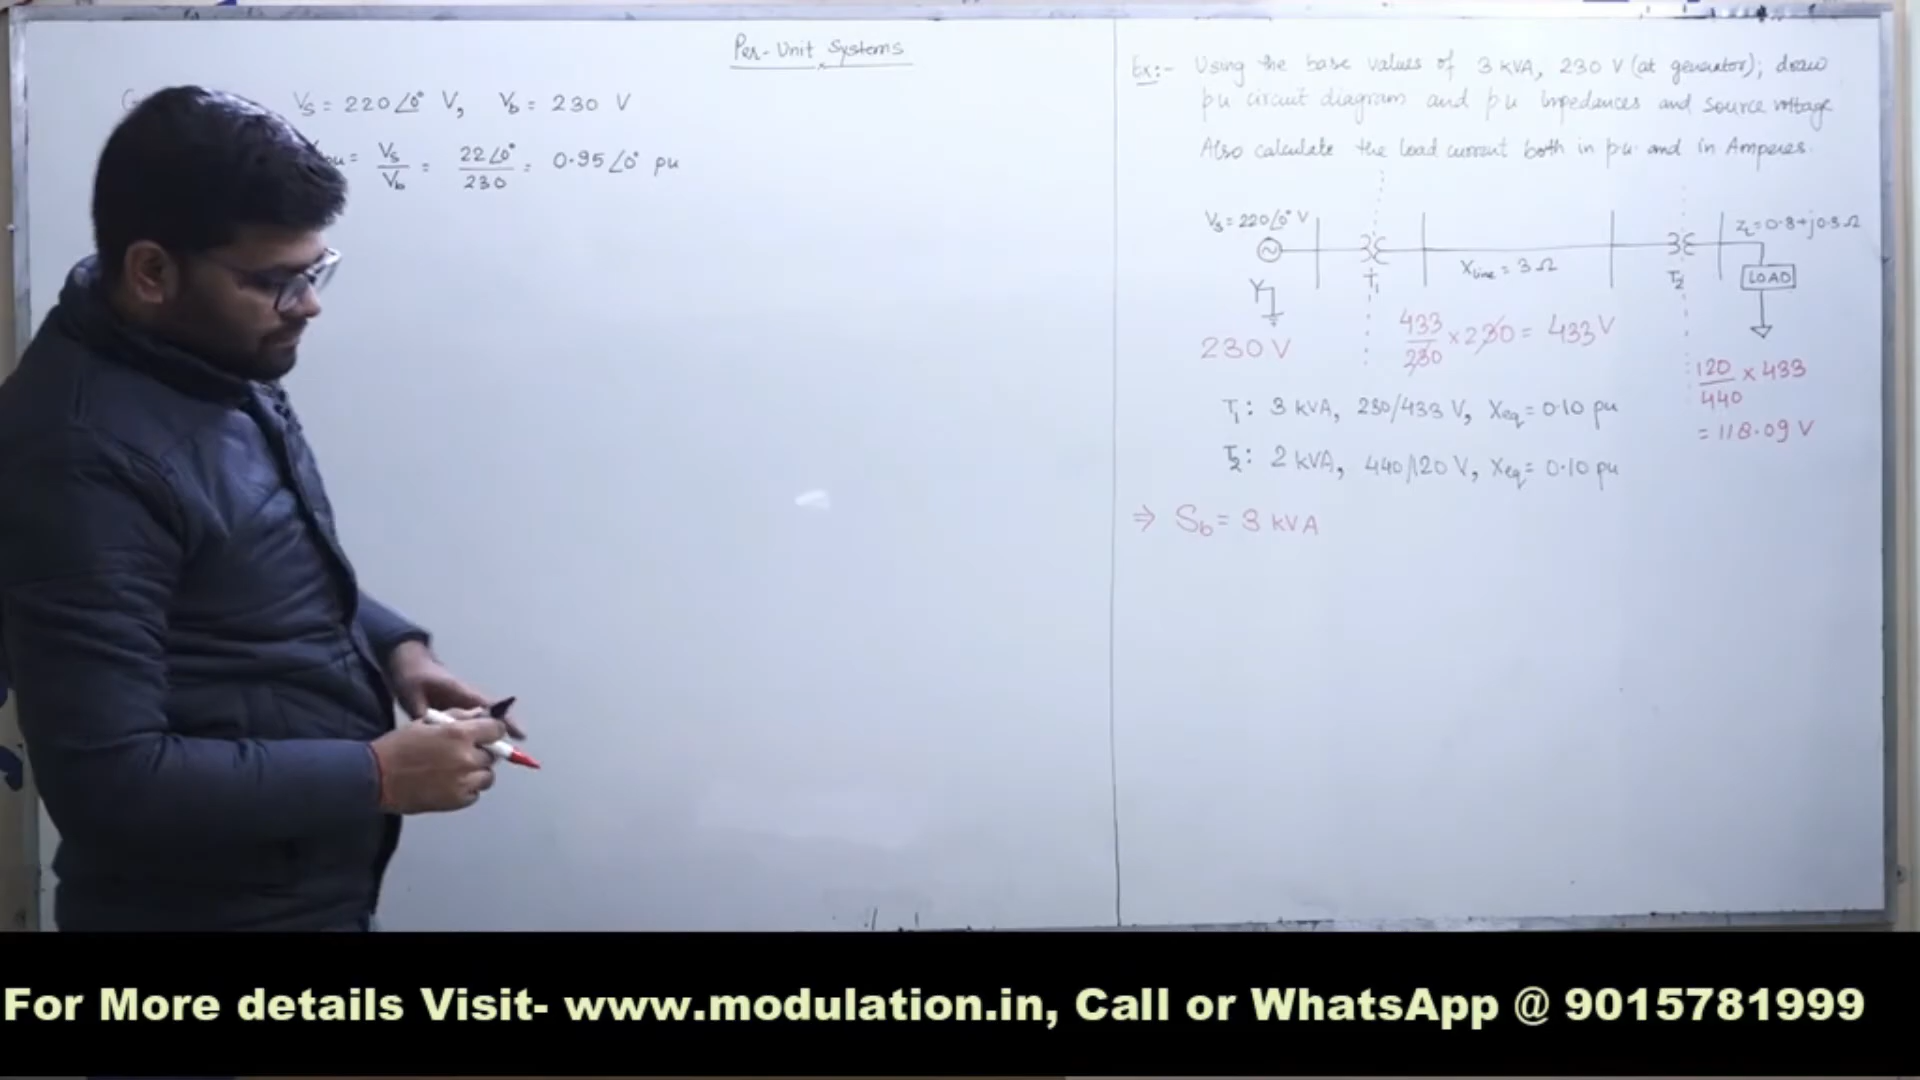 Per-Unit Systems
Vs = 220∠0° V, Vb = 230 V
pu = Vs/Vb = 22∠0°/230 = 0.95∠0° pu
Ex:- Using the base values of 3 kVA, 230 V (at generator); draw
pu circuit diagram and pu impedances and source voltage
Also calculate the load current both in pu and in Amperes.
Vs = 220∠0° V
ZL = 0.8+j0.3 Ω
Xline = 3 Ω
T1
T2
LOAD
230 V
433/230 × 230 = 433 V
120/440 × 433
= 118.09 V
T1: 3 kVA, 230/433 V, Xeq = 0.10 pu
T2: 2 kVA, 440/120 V, Xeq = 0.10 pu
⇒ Sb = 3 kVA
For More details Visit- www.modulation.in, Call or WhatsApp @ 9015781999